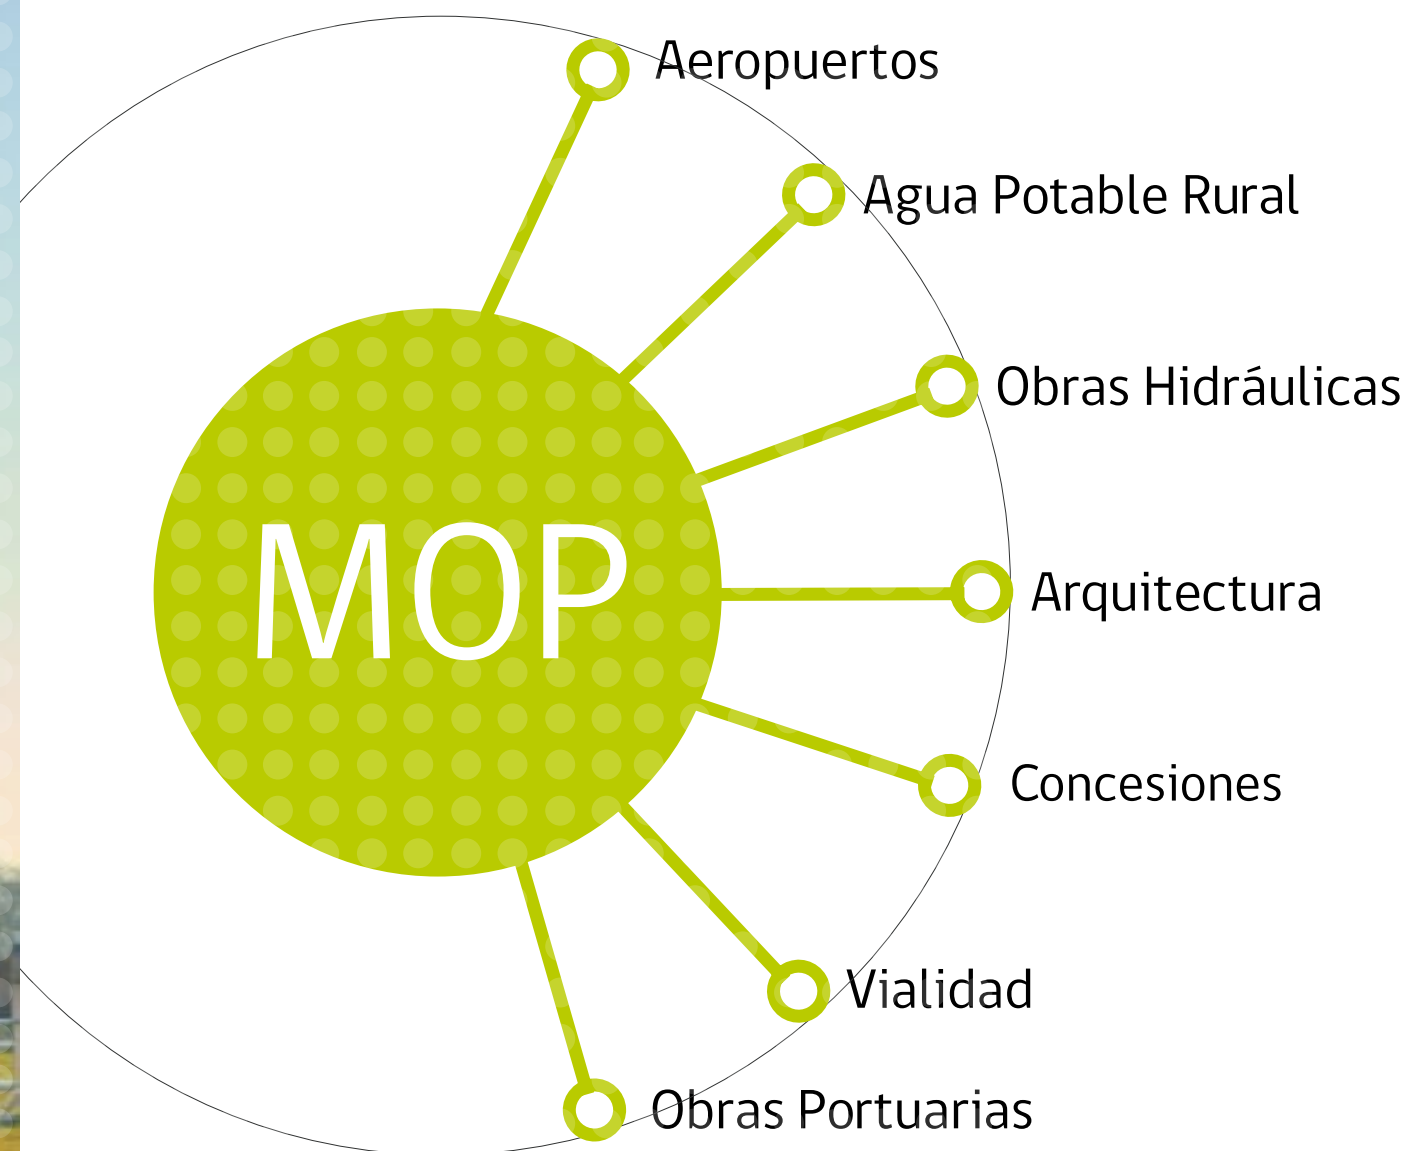 Aeropuertos
Agua Potable Rural
Obras Hidráulicas
MOP
Arquitectura
Concesiones
Vialidad
Obras Portuarias